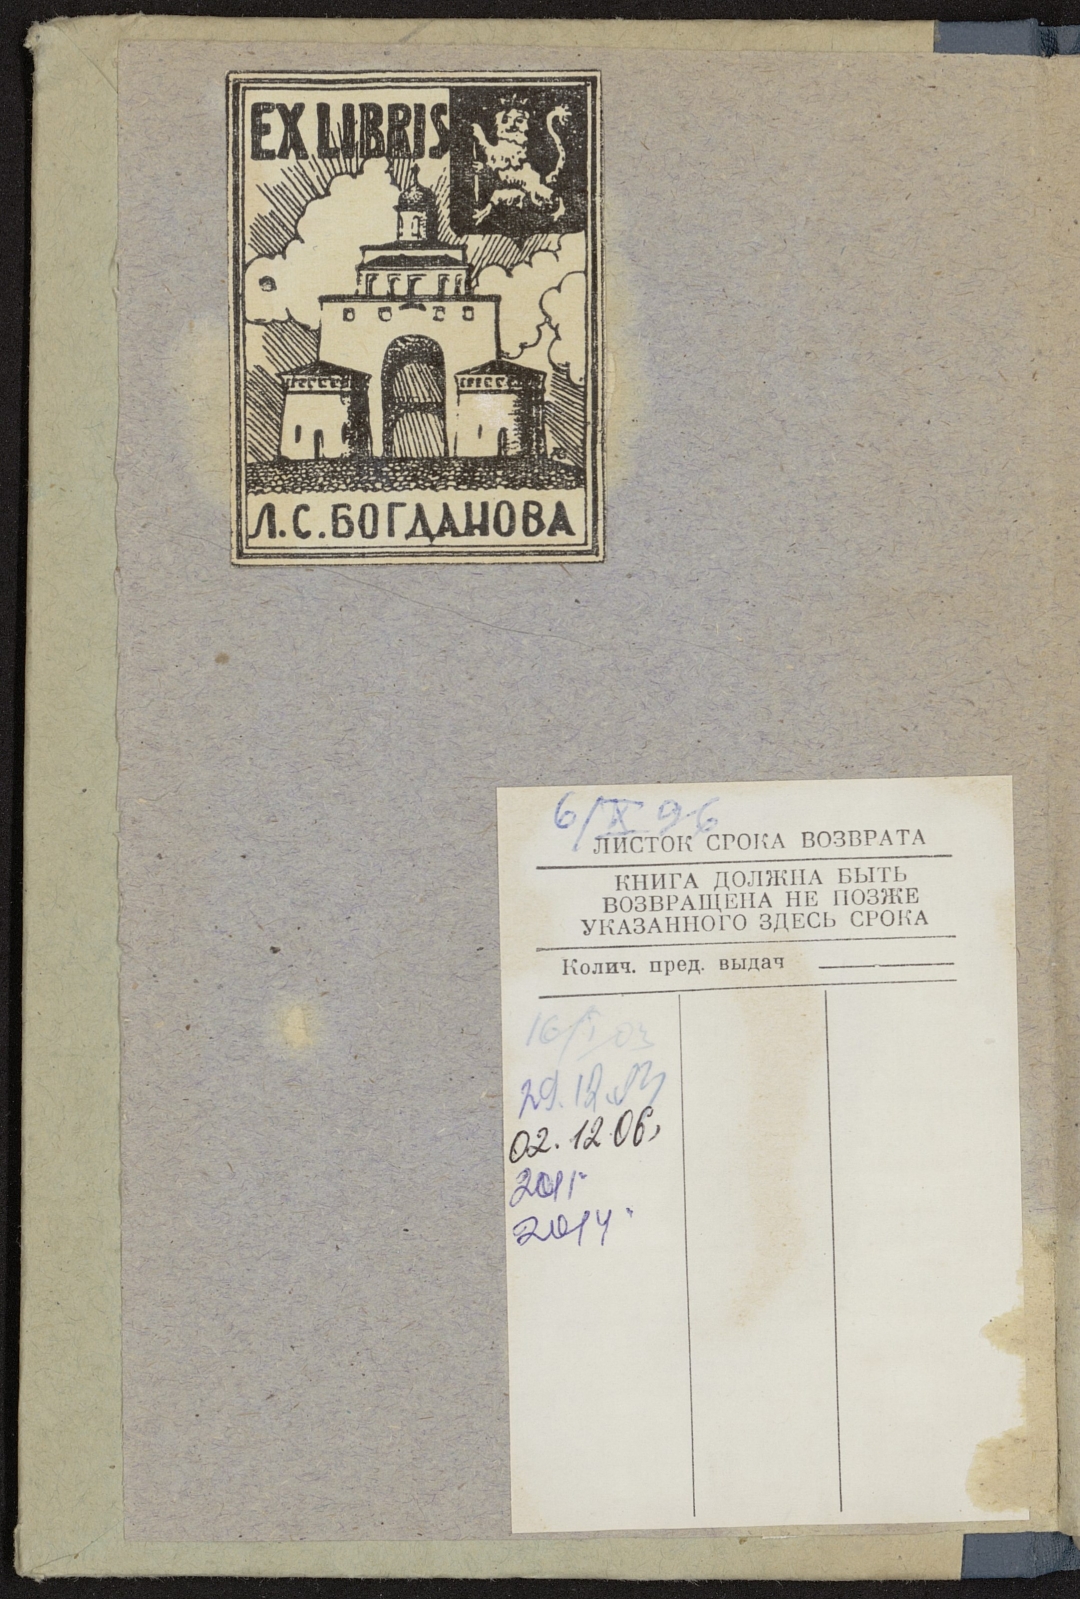 EX LIBRIS
Л.С.БОГДАНОВА
6/X 96
ЛИСТОК СРОКА ВОЗВРАТА
КНИГА ДОЛЖНА БЫТЬ
ВОЗВРАЩЕНА НЕ ПОЗЖЕ
УКАЗАННОГО ЗДЕСЬ СРОКА
Колич. пред. выдач
02.12.06,
2011
2014